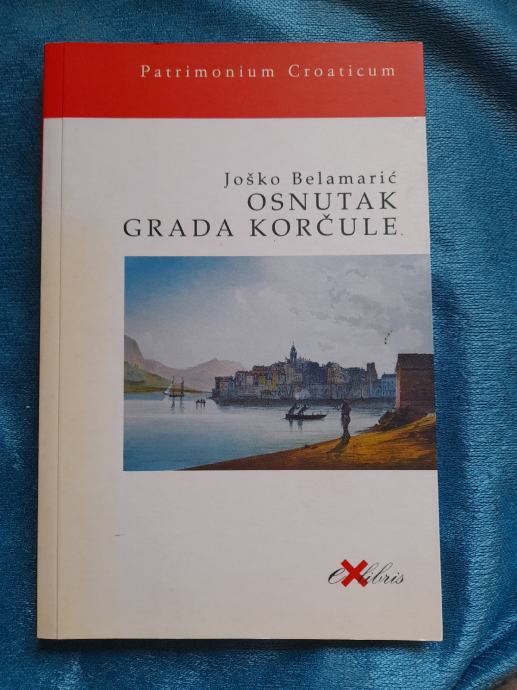 Patrimonium Croaticum
Joško Belamarić
OSNUTAK
GRADA KORČULE
exlibris